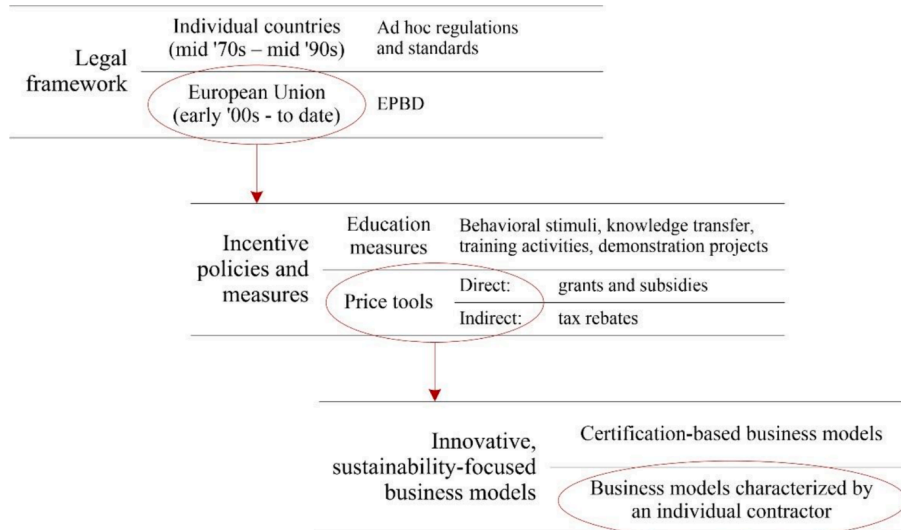 Legal
framework
Individual countries
(mid '70s – mid '90s)
Ad hoc regulations
and standards
European Union
(early '00s - to date)
EPBD
Incentive
policies and
measures
Education
measures
Behavioral stimuli, knowledge transfer,
training activities, demonstration projects
Price tools
Direct: grants and subsidies
Indirect: tax rebates
Innovative,
sustainability-focused
business models
Certification-based business models
Business models characterized by
an individual contractor